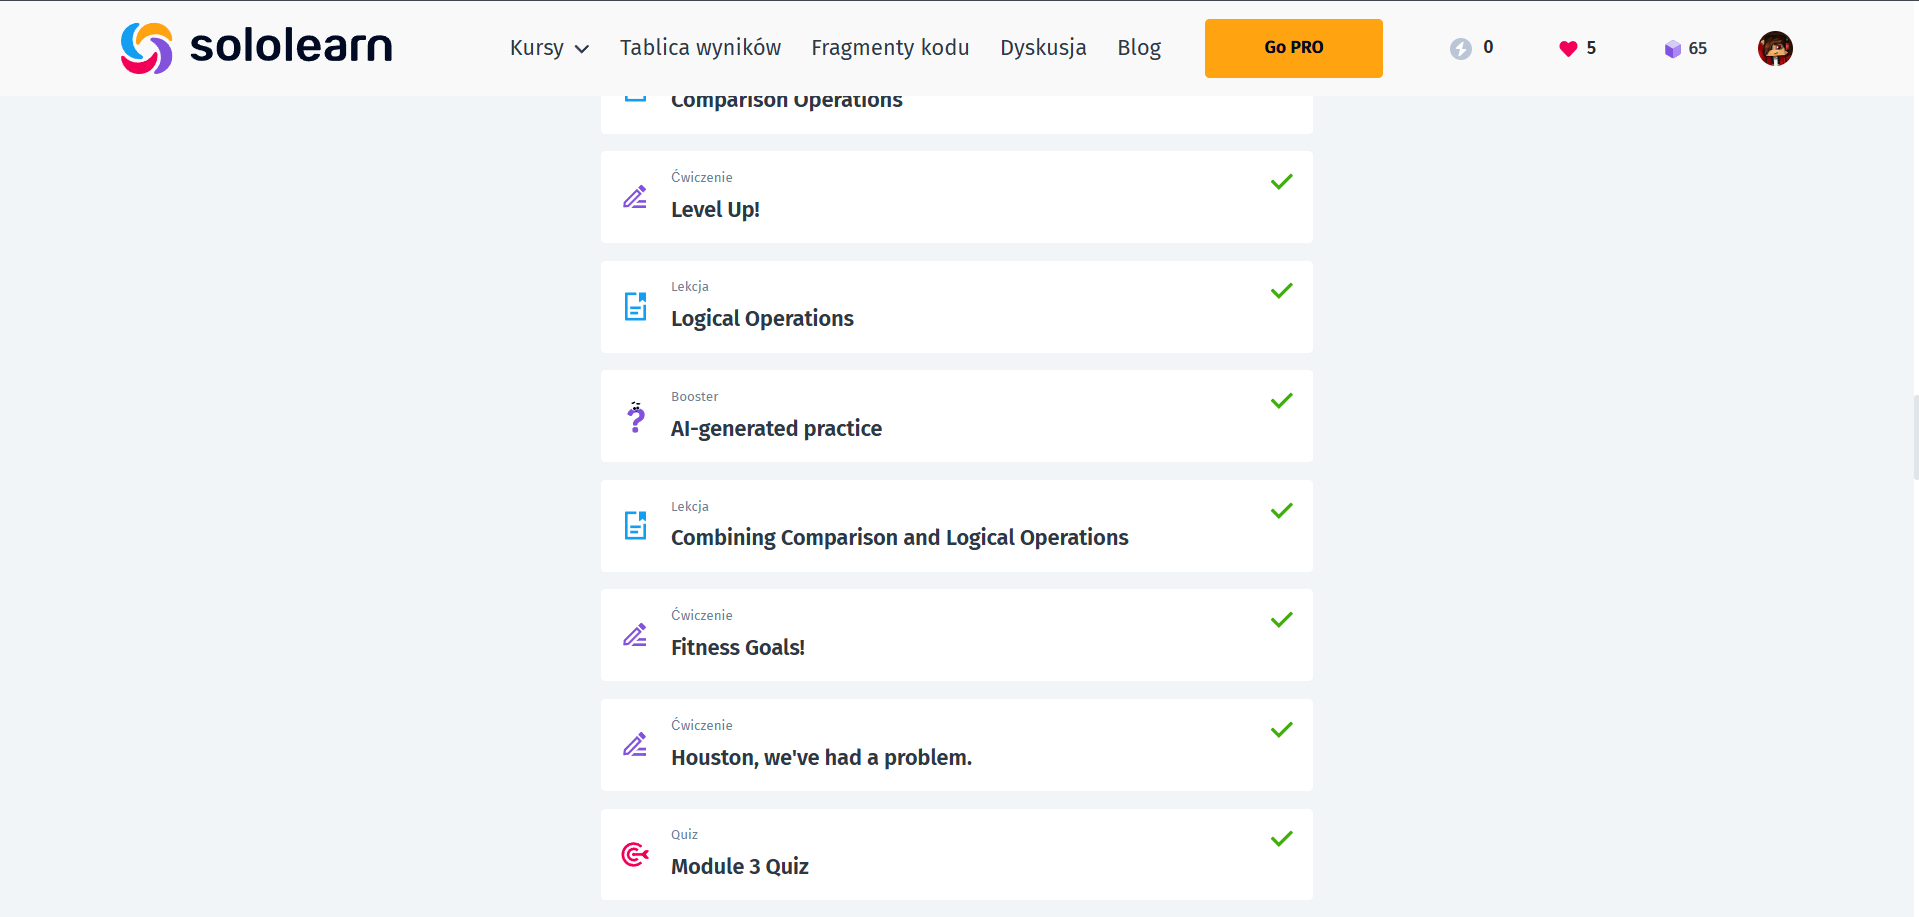 sololearn
Kursy
Tablica wyników
Fragmenty kodu
Dyskusja
Blog
Go PRO
0
5
65
Comparison Operations
Ćwiczenie
Level Up!
Lekcja
Logical Operations
Booster
AI-generated practice
Lekcja
Combining Comparison and Logical Operations
Ćwiczenie
Fitness Goals!
Ćwiczenie
Houston, we've had a problem.
Quiz
Module 3 Quiz